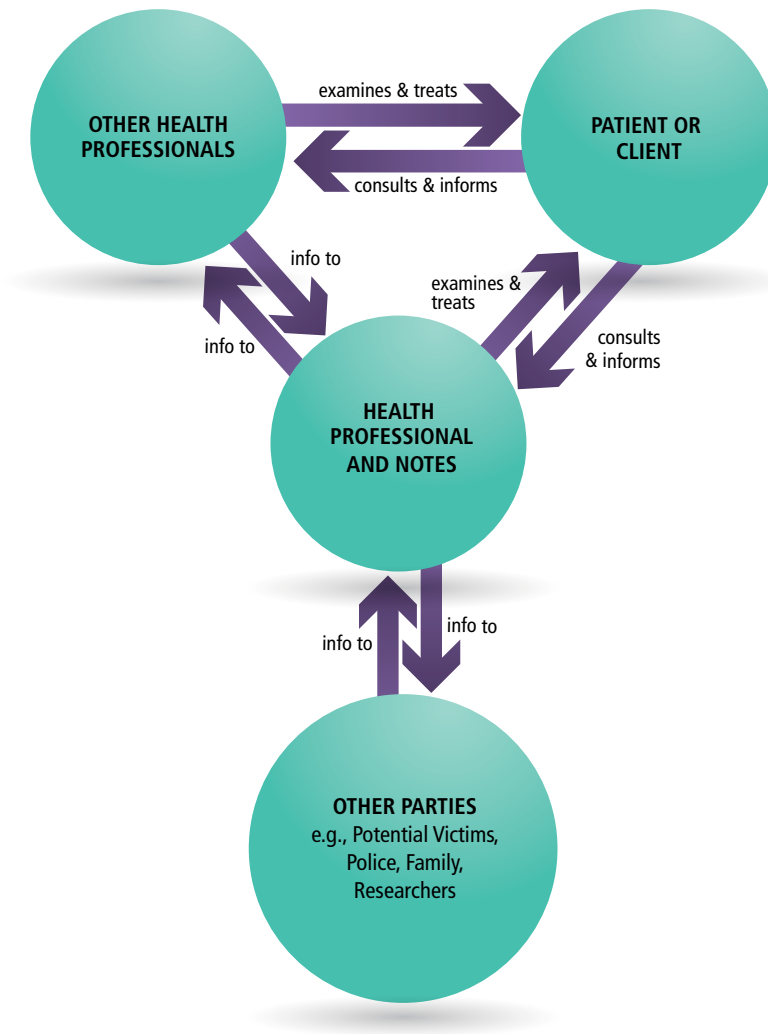 OTHER HEALTH
PROFESSIONALS
examines & treats
consults & informs
PATIENT OR
CLIENT
info to
info to
examines &
treats
consults
& informs
HEALTH
PROFESSIONAL
AND NOTES
info to
info to
OTHER PARTIES
e.g., Potential Victims,
Police, Family,
Researchers